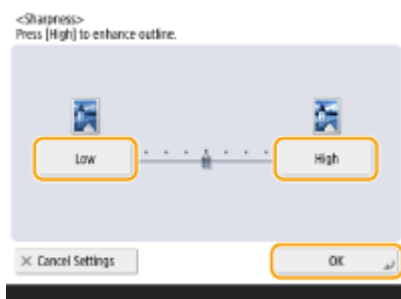 <Sharpness>
Press [High] to enhance outline.
Low
High
× Cancel Settings
OK